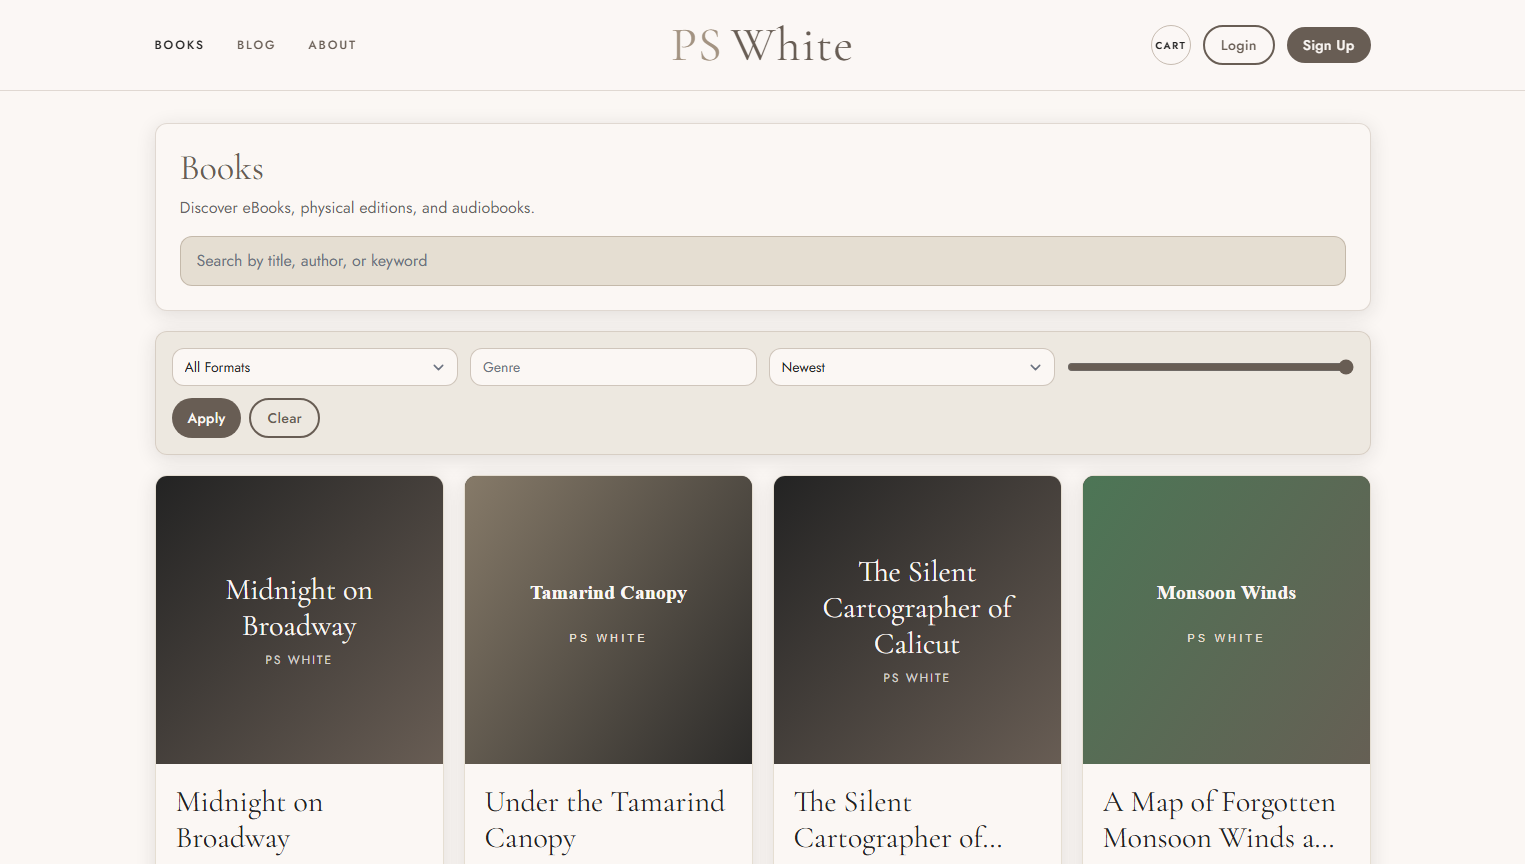 BOOKS
BLOG
ABOUT
PS White
CART
Login
Sign Up
Books
Discover eBooks, physical editions, and audiobooks.
Search by title, author, or keyword
All Formats
Genre
Newest
Apply
Clear
Midnight on
Broadway
PS WHITE
Tamarind Canopy
PS WHITE
The Silent
Cartographer of
Calicut
PS WHITE
Monsoon Winds
PS WHITE
Midnight on
Broadway
Under the Tamarind
Canopy
The Silent
Cartographer of...
A Map of Forgotten
Monsoon Winds a...